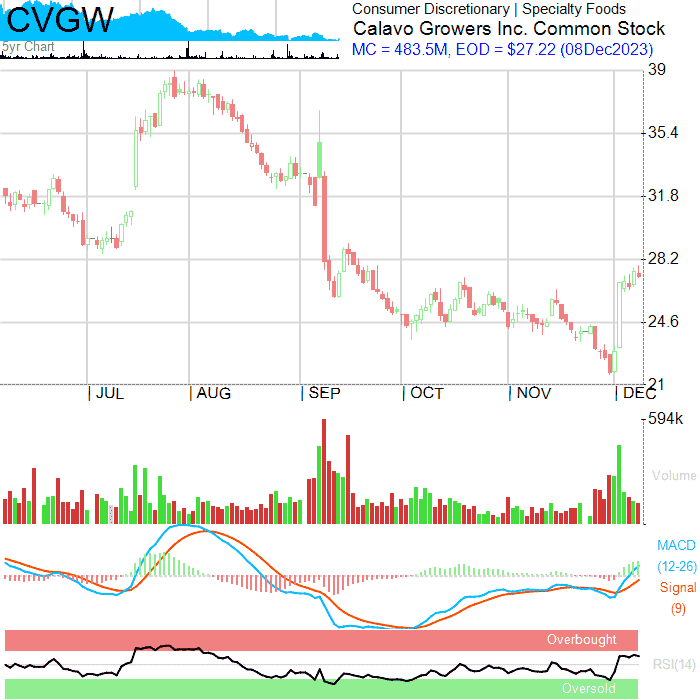 CVGW
5yr Chart
Consumer Discretionary | Specialty Foods
Calavo Growers Inc. Common Stock
MC = 483.5M, EOD = $27.22 (08Dec2023)
39
35.4
31.8
28.2
24.6
21
JUL AUG SEP OCT NOV DEC
594k
Volume
MACD
(12-26)
Signal
(9)
Overbought
RSI(14)
Oversold